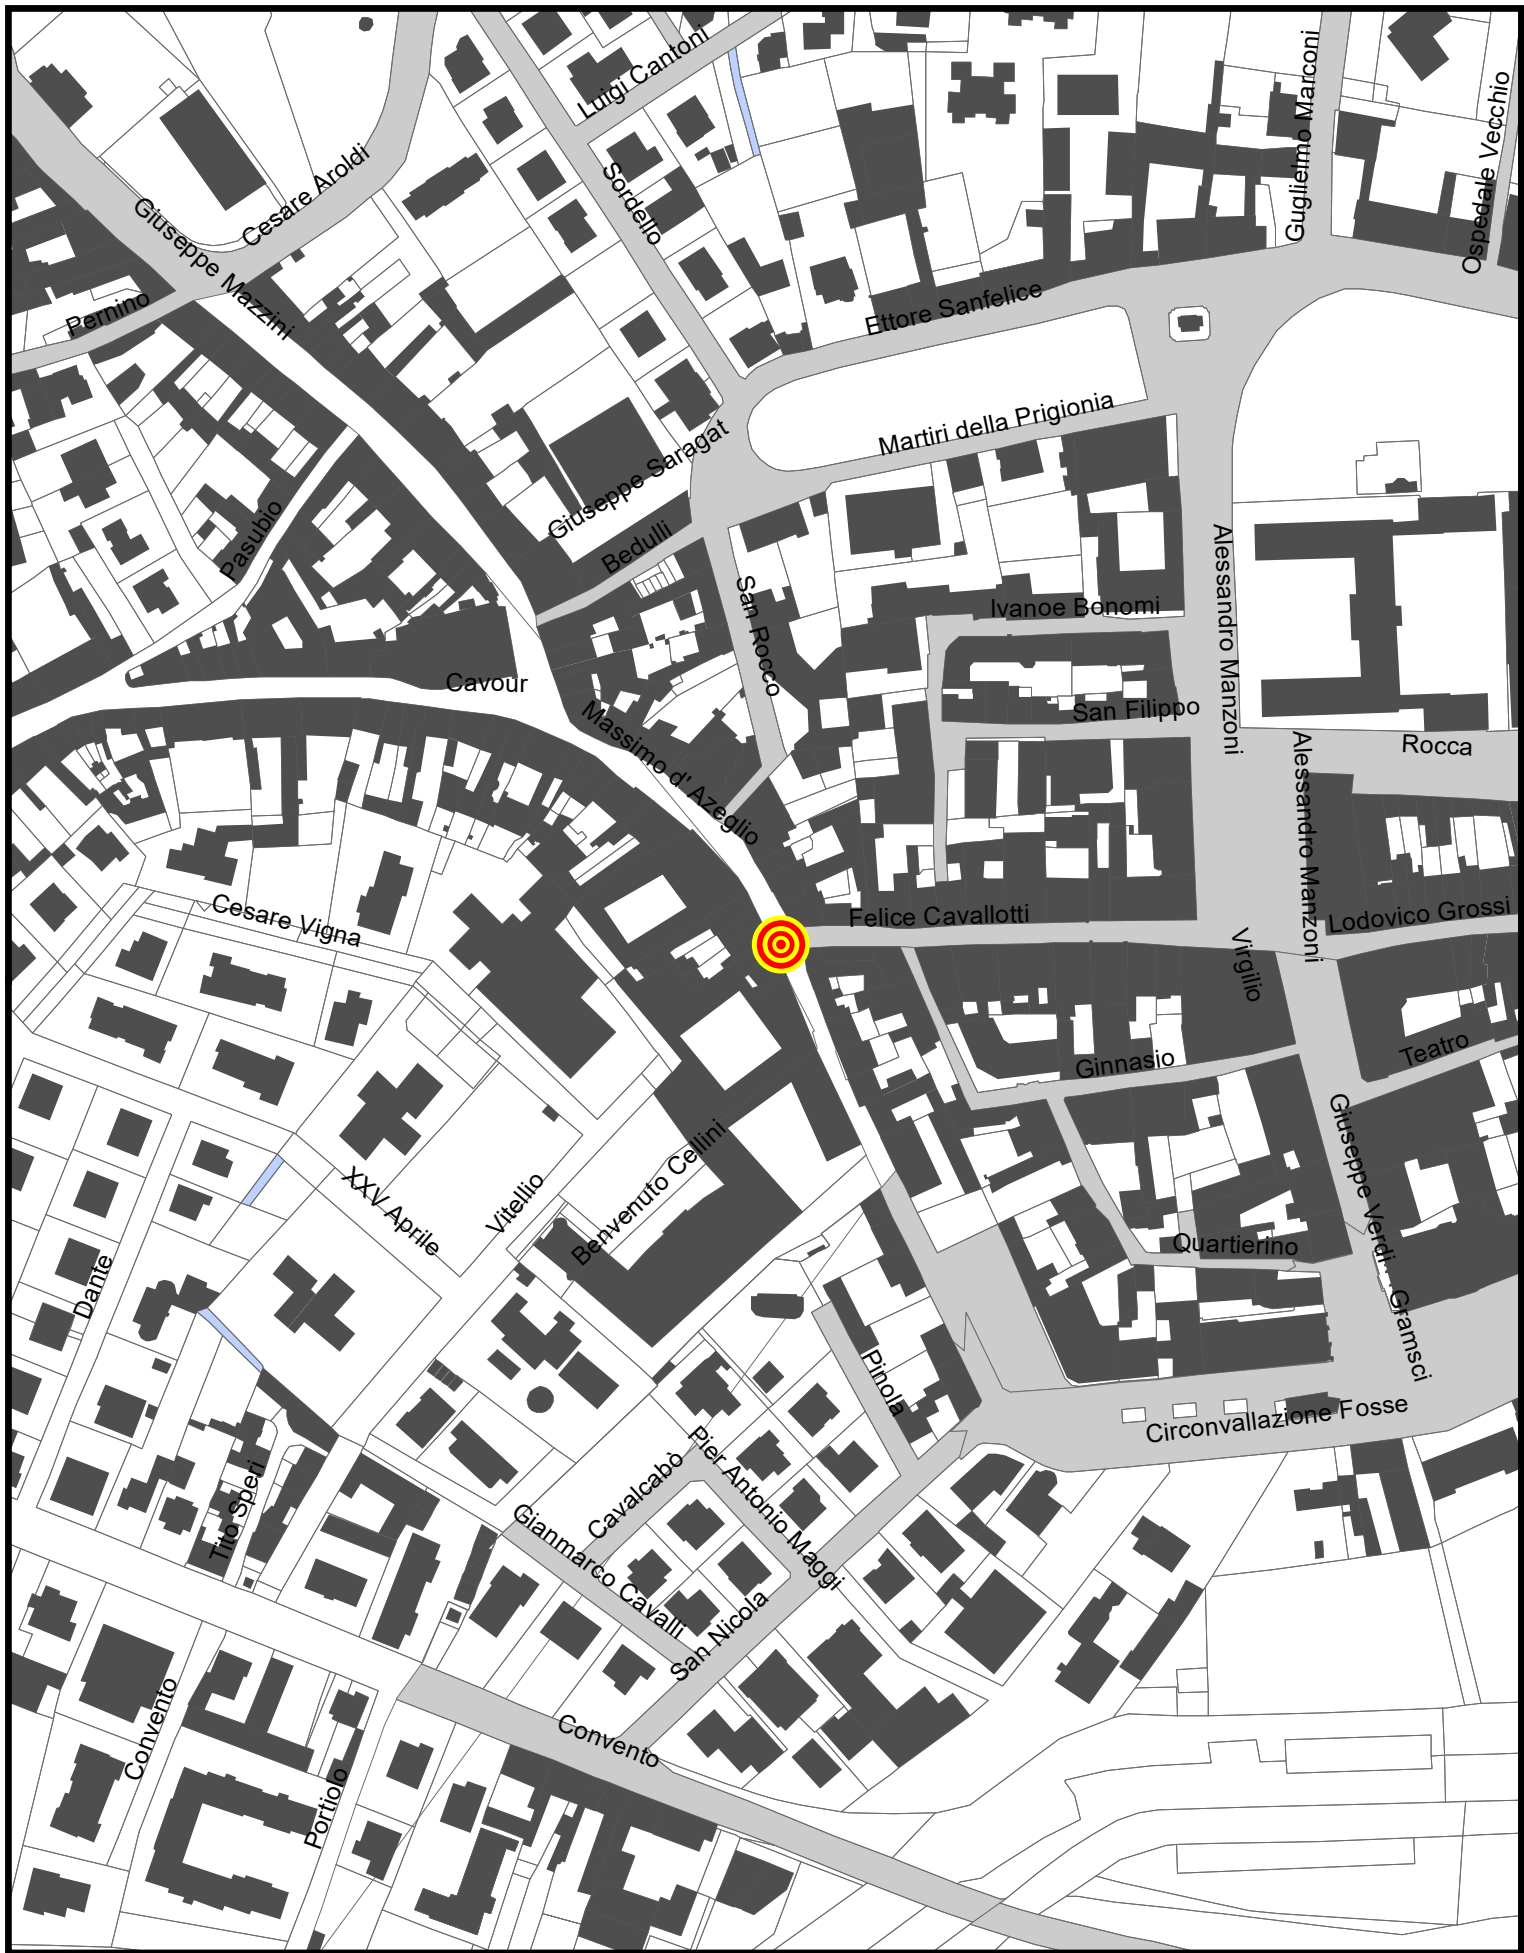 Luigi Cantoni
Guglielmo Marconi
Ospedale Vecchio
Cesare Aroldi
Sordello
Giuseppe Mazzini
Pernino
Ettore Sanfelice
Martiri della Prigionia
Giuseppe Saragat
Pasubio
Bedulli
San Rocco
Ivanoe Bonomi
Alessandro Manzoni
Cavour
San Filippo
Massimo d' Azeglio
Rocca
Alessandro Manzoni
Cesare Vigna
Felice Cavallotti
Lodovico Grossi
Virgilio
Ginnasio
Teatro
Giuseppe Verdi
XXV Aprile
Vitellio
Benvenuto Cellini
Quartierino
Dante
Gramsci
Pinola
Circonvallazione Fosse
Pier Antonio Maggi
Cavalcabò
Tito Speri
Gianmarco Cavalli
San Nicola
Convento
Convento
Portiolo